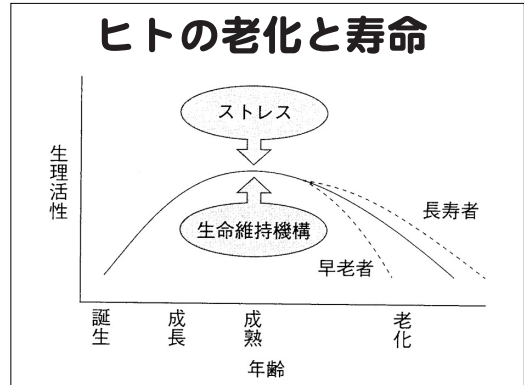 ヒトの老化と寿命
ストレス
生理活性
生命維持機構
長寿者
早老者
誕生
成長
成熟
老化
年齢